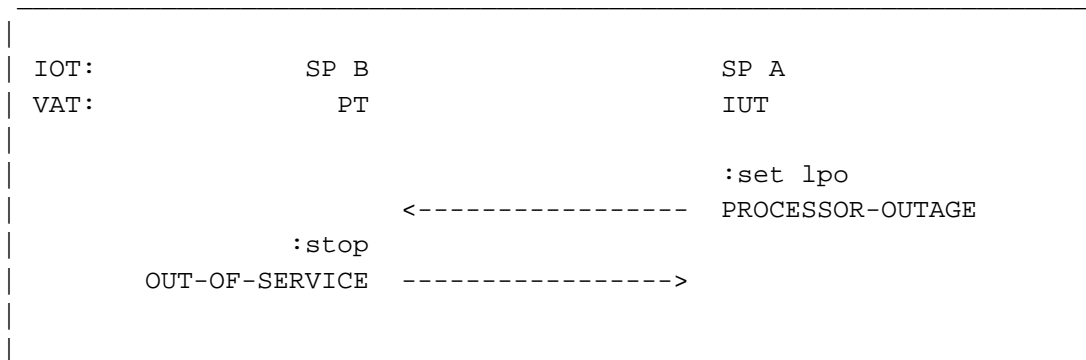 IOT: SP B SP A
VAT: PT IUT
:set lpo
<----------------- PROCESSOR-OUTAGE
:stop
OUT-OF-SERVICE ----------------->